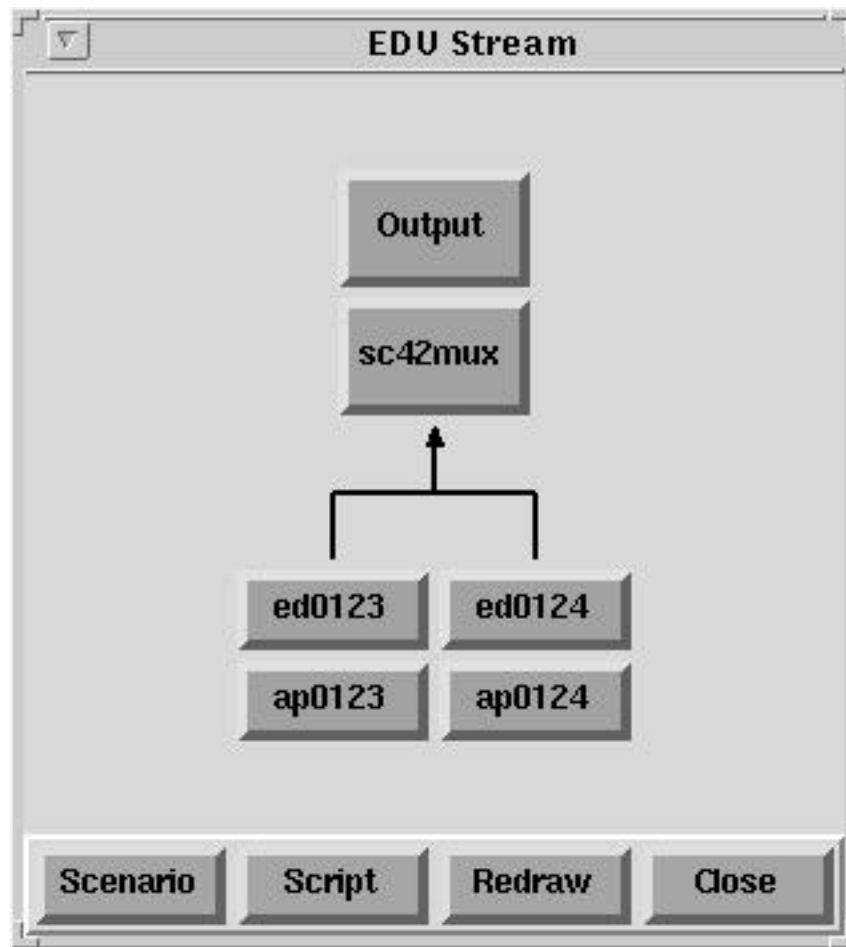 EDU Stream
Output
sc42mux
ed0123 ed0124
ap0123 ap0124
Scenario Script Redraw Close